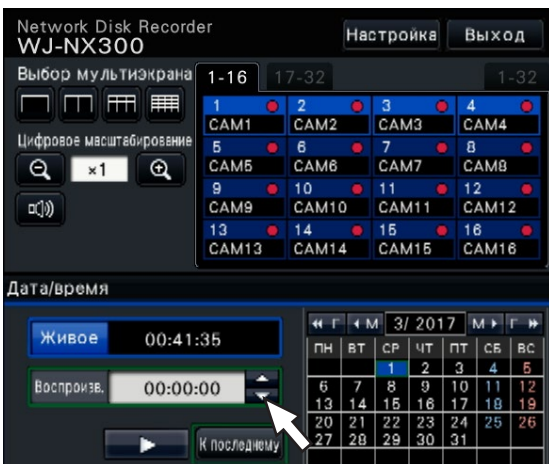 Network Disk Recorder
WJ-NX300
Настройка
Выход
Выбор мультиэкрана
1-16
17-32
1-32
1 2 3 4
CAM1 CAM2 CAM3 CAM4
Цифровое масштабирование
×1
5 6 7 8
CAM5 CAM6 CAM7 CAM8
9 10 11 12
CAM9 CAM10 CAM11 CAM12
13 14 15 16
CAM13 CAM14 CAM15 CAM16
Дата/время
Живое 00:41:35
Воспроизв. 00:00:00
К последнему
Г М 3/ 2017 М Г
ПН ВТ СР ЧТ ПТ СБ ВС
1 2 3 4 5
6 7 8 9 10 11 12
13 14 15 16 17 18 19
20 21 22 23 24 25 26
27 28 29 30 31